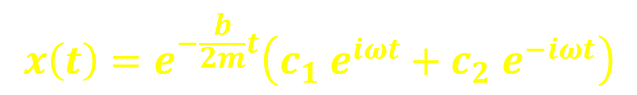 x(t) = e^{-\frac{b}{2m}t}(c_1 e^{iωt} + c_2 e^{-iωt})